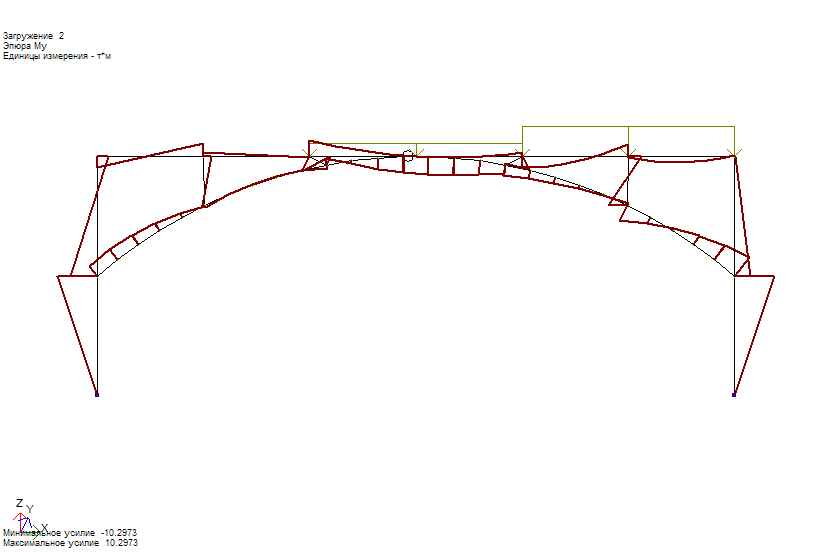 Загружение 2
Эпюра My
Единицы измерения - т*м
Z
Y
X
Минимальное усилие -10.2973
Максимальное усилие 10.2973